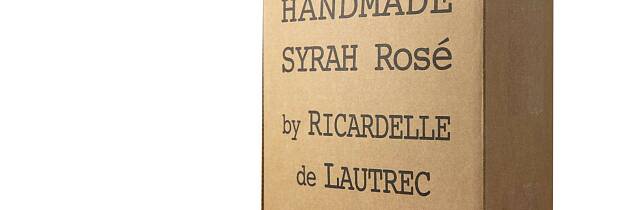 HANDMADE
SYRAH Rosé
by RICARDELLE
de LAUTREC